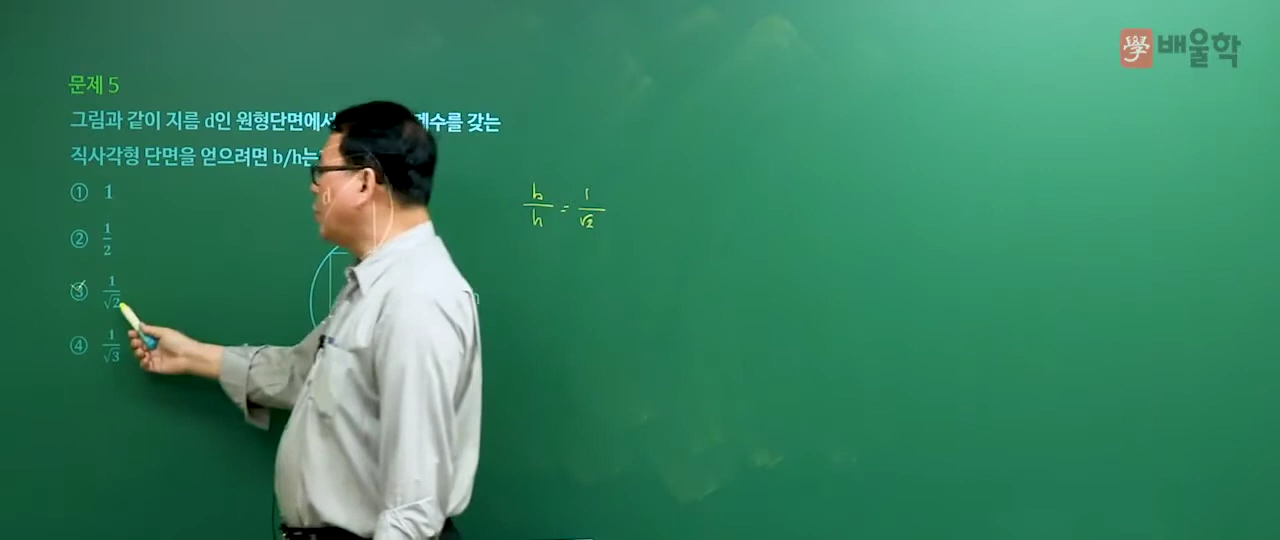 學 배울학
문제 5
그림과 같이 지름 d인 원형단면에서 계수를 갖는
직사각형 단면을 얻으려면 b/h는
① 1
② 1/2
③ 1/√2
④ 1/√3
d
b/h = 1/√2